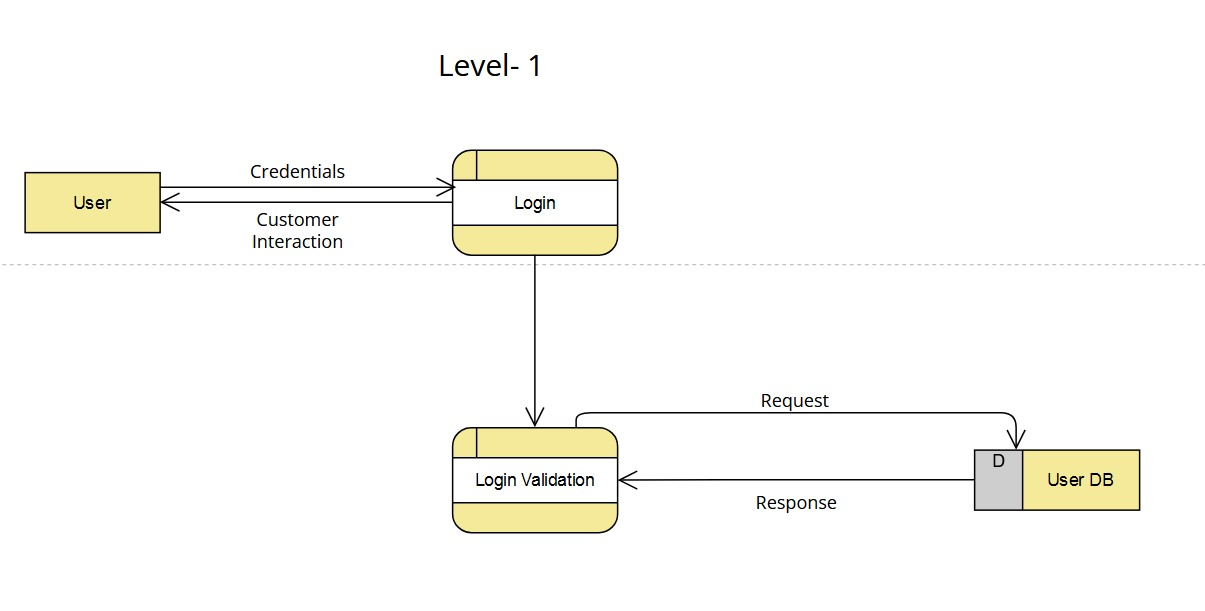 Level- 1
Credentials
User
Login
Customer
Interaction
Request
D
Login Validation
User DB
Response